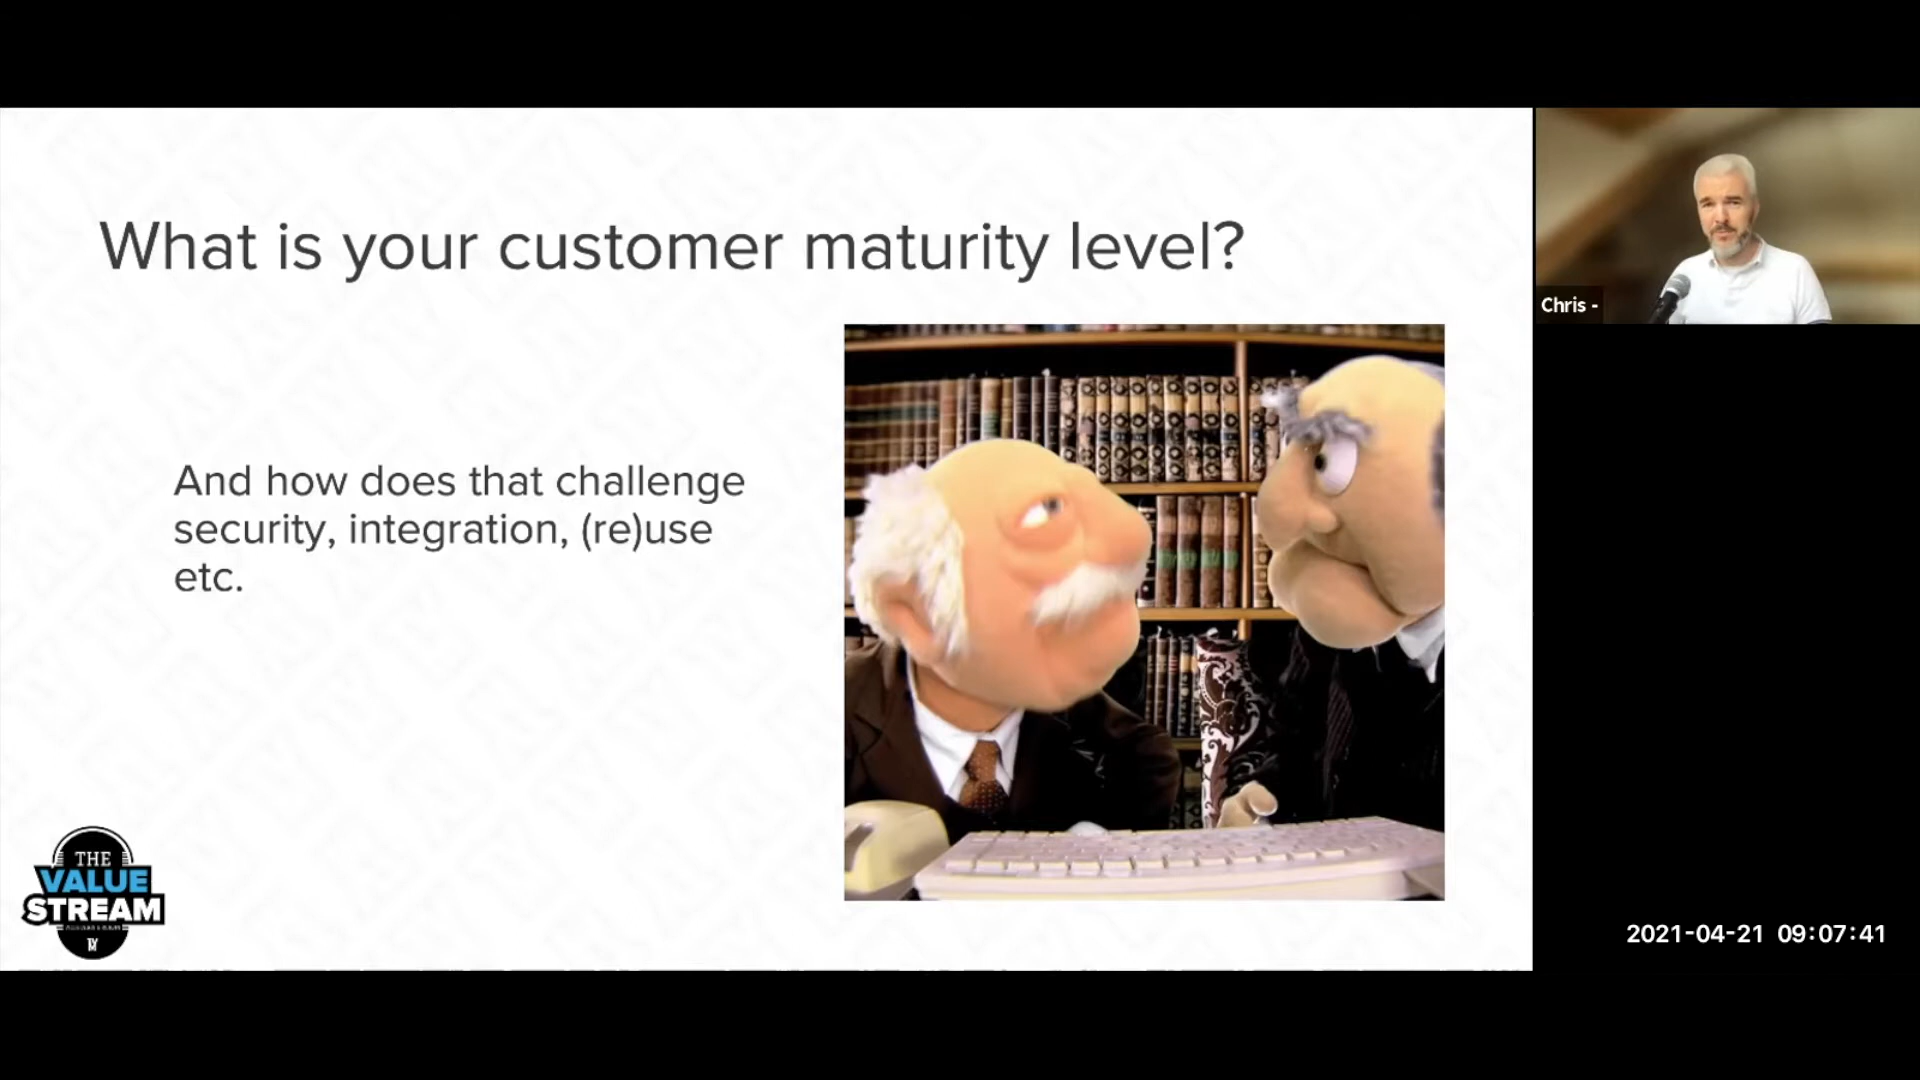 What is your customer maturity level?
And how does that challenge
security, integration, (re)use
etc.
THE
VALUE
STREAM
Chris -
2021-04-21 09:07:41